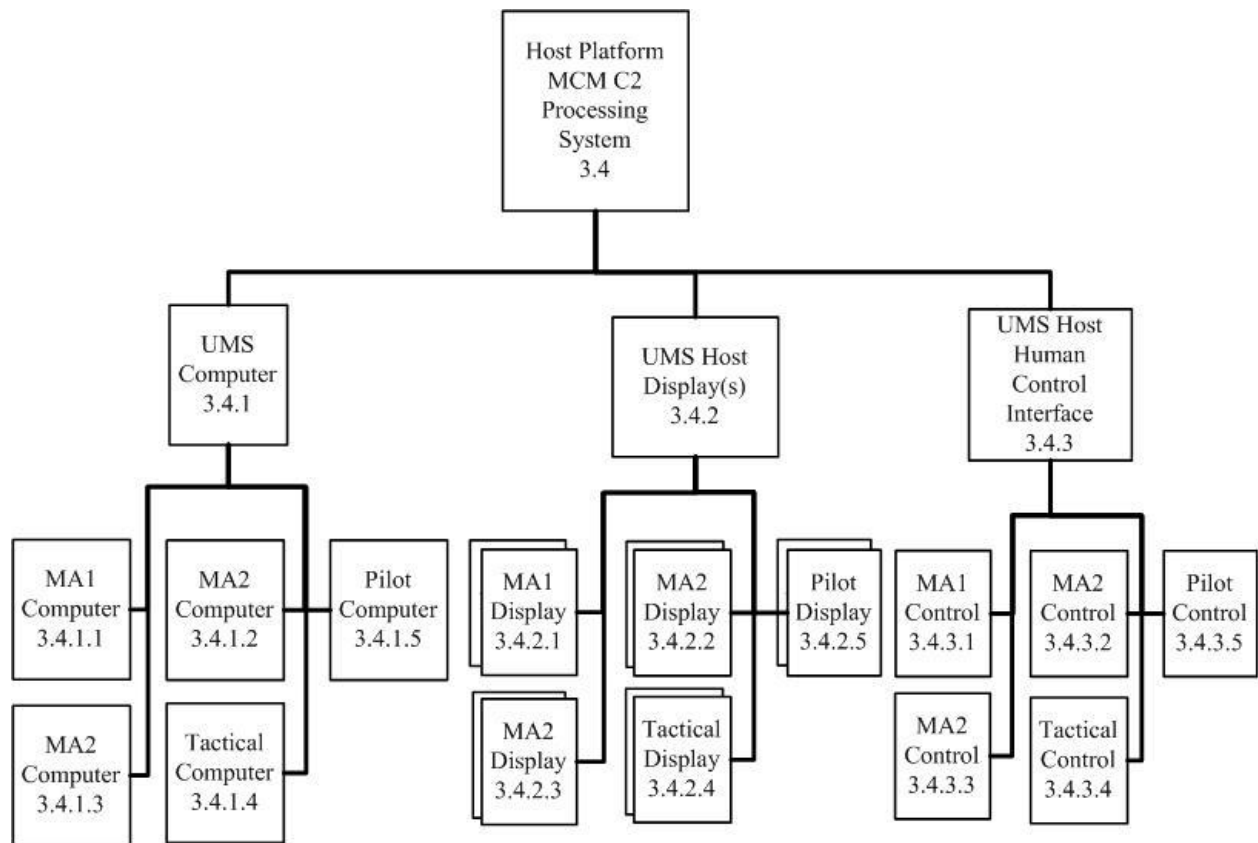 Host Platform
MCM C2
Processing
System
3.4
UMS
Computer
3.4.1
UMS Host
Display(s)
3.4.2
UMS Host
Human
Control
Interface
3.4.3
MA1
Computer
3.4.1.1
MA2
Computer
3.4.1.2
Pilot
Computer
3.4.1.5
MA2
Computer
3.4.1.3
Tactical
Computer
3.4.1.4
MA1
Display
3.4.2.1
MA2
Display
3.4.2.2
Pilot
Display
3.4.2.5
MA2
Display
3.4.2.3
Tactical
Display
3.4.2.4
MA1
Control
3.4.3.1
MA2
Control
3.4.3.2
Pilot
Control
3.4.3.5
MA2
Control
3.4.3.3
Tactical
Control
3.4.3.4